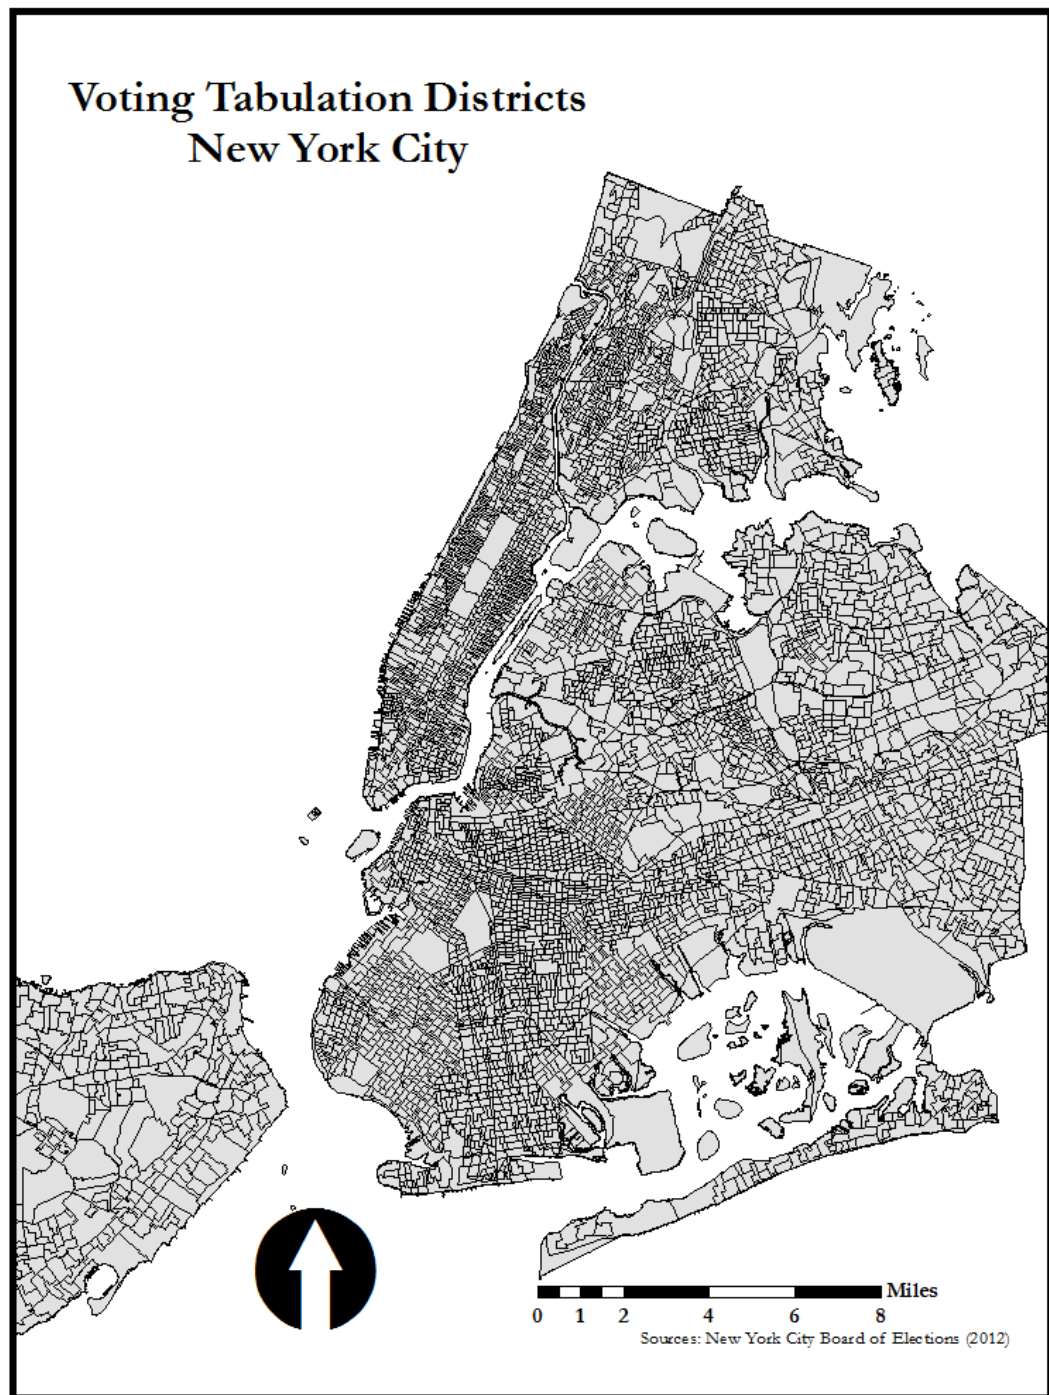 Voting Tabulation Districts
New York City
Miles
0 1 2 4 6 8
Sources: New York City Board of Elections (2012)